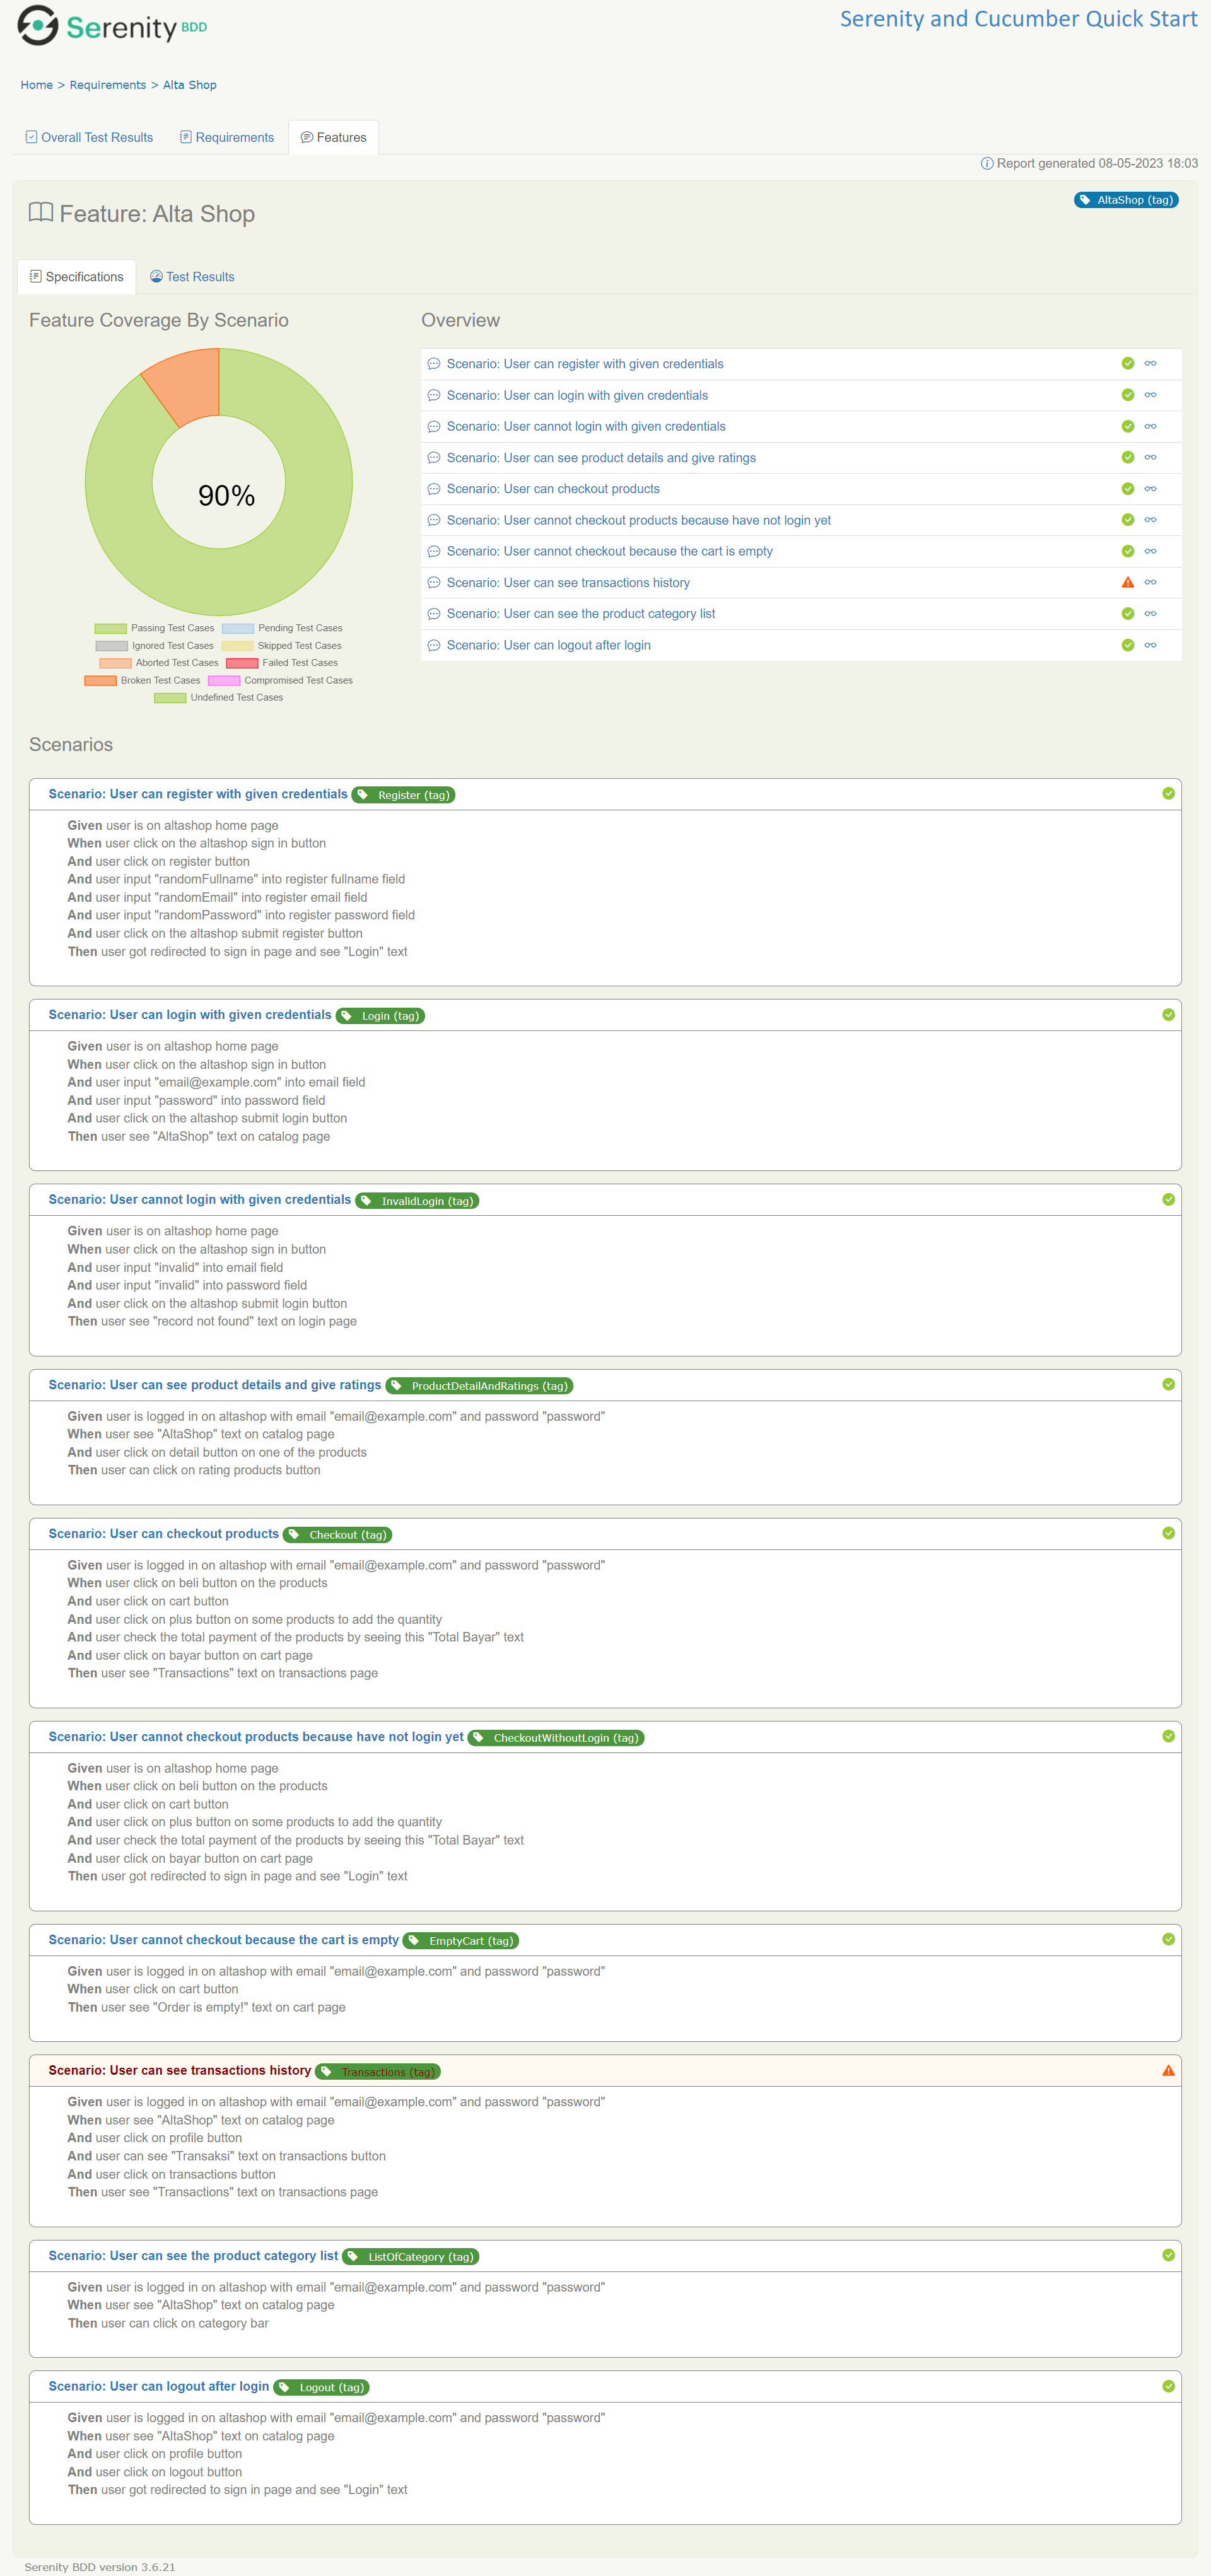 Serenity BDD
Serenity and Cucumber Quick Start
Home > Requirements > Alta Shop
Overall Test Results
Requirements
Features
Report generated 08-05-2023 18:03
Feature: Alta Shop
AltaShop (tag)
Specifications
Test Results
Feature Coverage By Scenario
90%
Passing Test Cases
Pending Test Cases
Ignored Test Cases
Skipped Test Cases
Aborted Test Cases
Failed Test Cases
Broken Test Cases
Compromised Test Cases
Undefined Test Cases
Overview
Scenario: User can register with given credentials
Scenario: User can login with given credentials
Scenario: User cannot login with given credentials
Scenario: User can see product details and give ratings
Scenario: User can checkout products
Scenario: User cannot checkout products because have not login yet
Scenario: User cannot checkout because the cart is empty
Scenario: User can see transactions history
Scenario: User can see the product category list
Scenario: User can logout after login
Scenarios
Scenario: User can register with given credentials Register (tag)
Given user is on altashop home page
When user click on the altashop sign in button
And user click on register button
And user input "randomFullname" into register fullname field
And user input "randomEmail" into register email field
And user input "randomPassword" into register password field
And user click on the altashop submit register button
Then user got redirected to sign in page and see "Login" text
Scenario: User can login with given credentials Login (tag)
Given user is on altashop home page
When user click on the altashop sign in button
And user input "email@example.com" into email field
And user input "password" into password field
And user click on the altashop submit login button
Then user see "AltaShop" text on catalog page
Scenario: User cannot login with given credentials InvalidLogin (tag)
Given user is on altashop home page
When user click on the altashop sign in button
And user input "invalid" into email field
And user input "invalid" into password field
And user click on the altashop submit login button
Then user see "record not found" text on login page
Scenario: User can see product details and give ratings ProductDetailAndRatings (tag)
Given user is logged in on altashop with email "email@example.com" and password "password"
When user see "AltaShop" text on catalog page
And user click on detail button on one of the products
Then user can click on rating products button
Scenario: User can checkout products Checkout (tag)
Given user is logged in on altashop with email "email@example.com" and password "password"
When user click on beli button on the products
And user click on cart button
And user click on plus button on some products to add the quantity
And user check the total payment of the products by seeing this "Total Bayar" text
And user click on bayar button on cart page
Then user see "Transactions" text on transactions page
Scenario: User cannot checkout products because have not login yet CheckoutWithoutLogin (tag)
Given user is on altashop home page
When user click on beli button on the products
And user click on cart button
And user click on plus button on some products to add the quantity
And user check the total payment of the products by seeing this "Total Bayar" text
And user click on bayar button on cart page
Then user got redirected to sign in page and see "Login" text
Scenario: User cannot checkout because the cart is empty EmptyCart (tag)
Given user is logged in on altashop with email "email@example.com" and password "password"
When user click on cart button
Then user see "Order is empty!" text on cart page
Scenario: User can see transactions history Transactions (tag)
Given user is logged in on altashop with email "email@example.com" and password "password"
When user see "AltaShop" text on catalog page
And user click on profile button
And user can see "Transaksi" text on transactions button
And user click on transactions button
Then user see "Transactions" text on transactions page
Scenario: User can see the product category list ListOfCategory (tag)
Given user is logged in on altashop with email "email@example.com" and password "password"
When user see "AltaShop" text on catalog page
Then user can click on category bar
Scenario: User can logout after login Logout (tag)
Given user is logged in on altashop with email "email@example.com" and password "password"
When user see "AltaShop" text on catalog page
And user click on profile button
And user click on logout button
Then user got redirected to sign in page and see "Login" text
Serenity BDD version 3.6.21